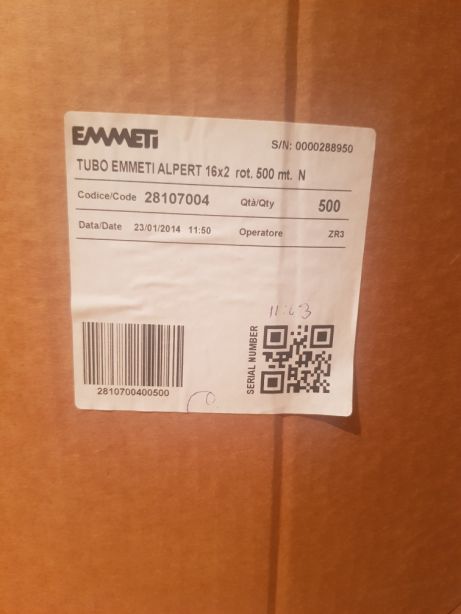 EMMETI
S/N: 0000288950
TUBO EMMETI ALPERT 16x2 rot. 500 mt. N
Codice/Code 28107004 Qtà/Qty 500
Data/Date 23/01/2014 11:50 Operatore ZR3
SERIAL NUMBER
2810700400500